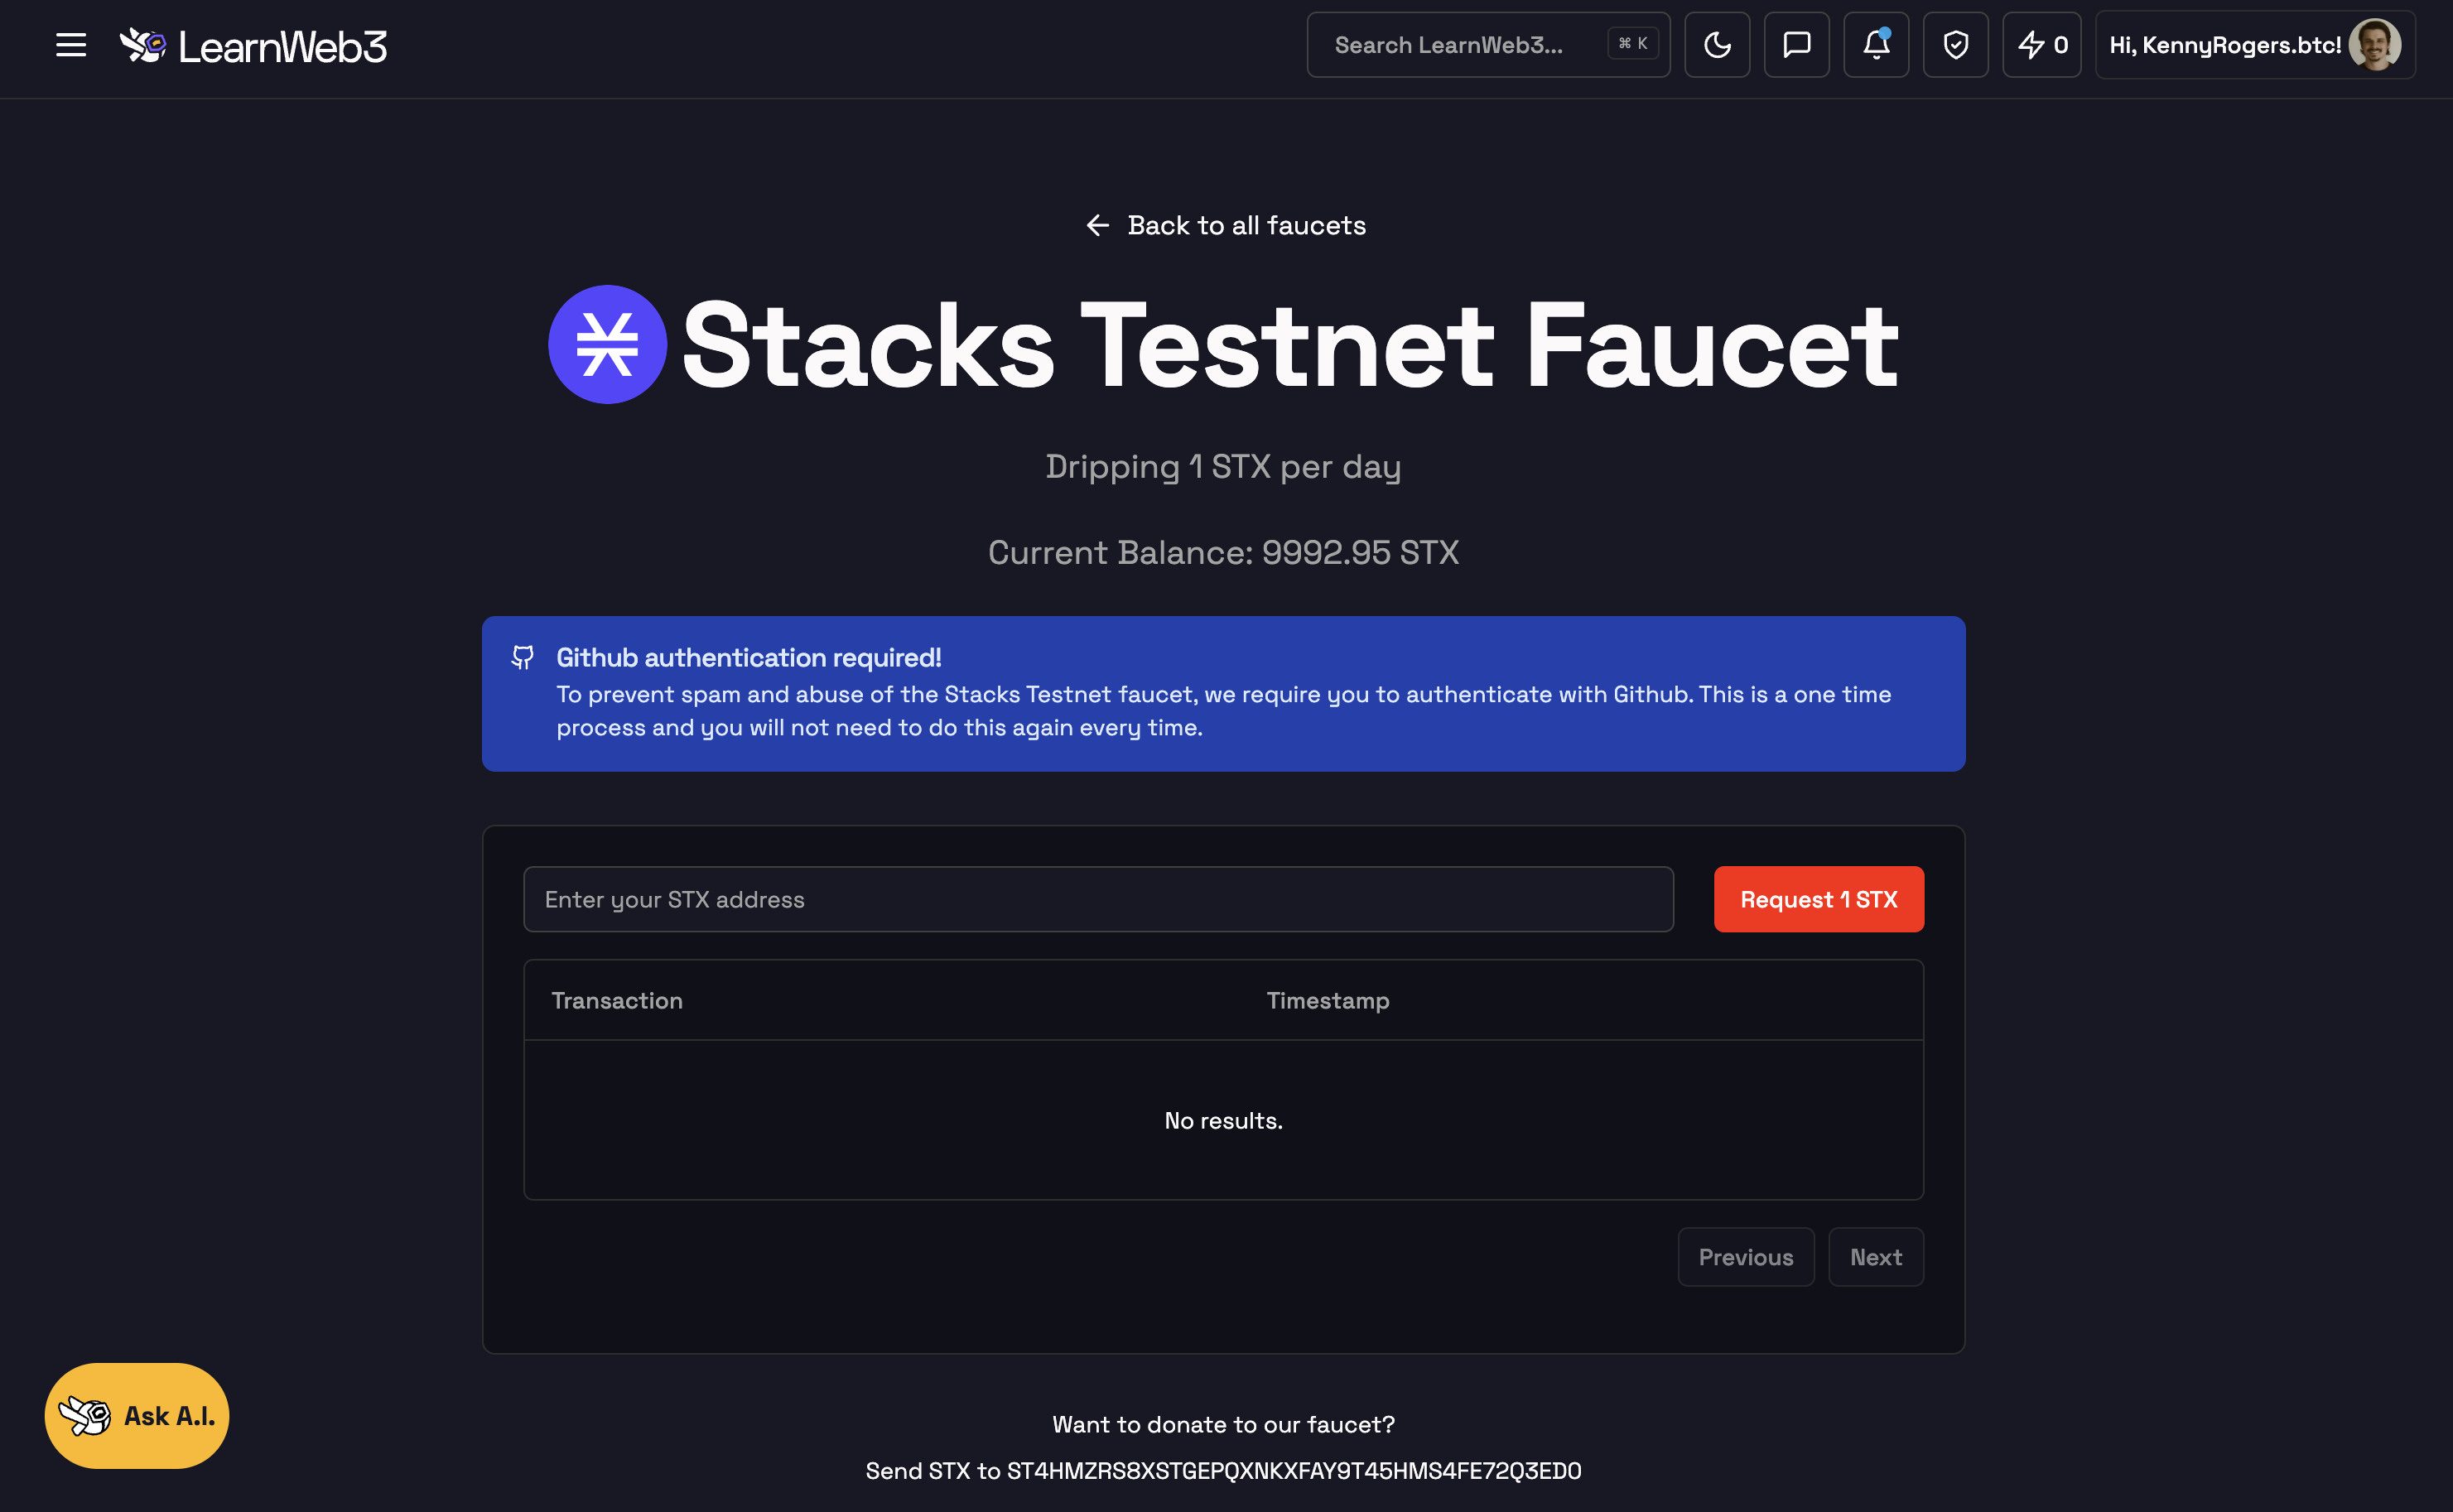 LearnWeb3
Search LearnWeb3...
⌘ K
0
Hi, KennyRogers.btc!
Back to all faucets
Stacks Testnet Faucet
Dripping 1 STX per day
Current Balance: 9992.95 STX
Github authentication required!
To prevent spam and abuse of the Stacks Testnet faucet, we require you to authenticate with Github. This is a one time
process and you will not need to do this again every time.
Enter your STX address
Request 1 STX
Transaction
Timestamp
No results.
Previous
Next
Ask A.I.
Want to donate to our faucet?
Send STX to ST4HMZRS8XSTGEPQXNKXFAY9T45HMS4FE72Q3ED0